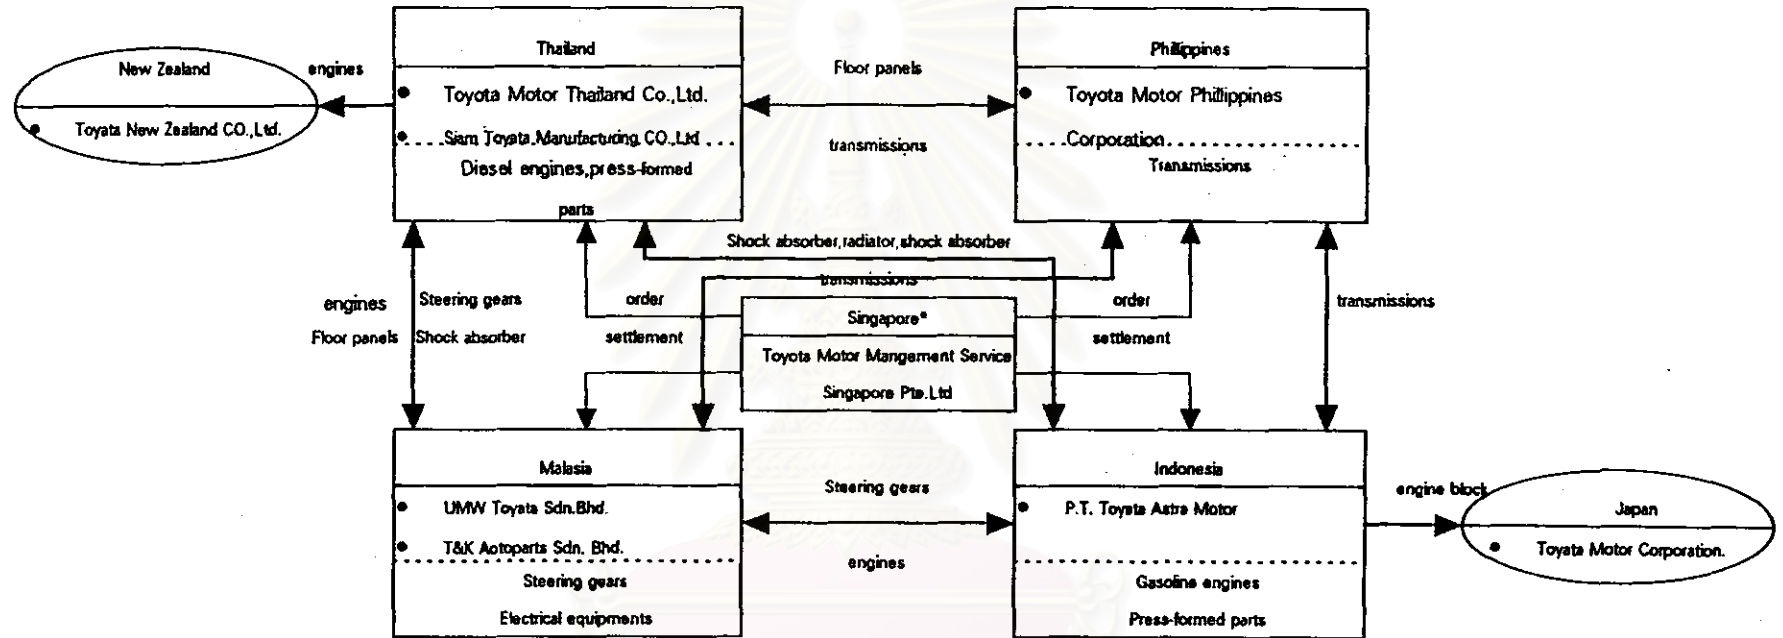 New Zealand
Toyata New Zealand CO.,Ltd.
engines
Thailand
Toyota Motor Thailand Co.,Ltd.
Siam Toyata Manufacturing CO.,Ltd
Diesel engines,press-formed
parts
Floor panels
transmissions
Philippines
Toyota Motor Phillippines
Corporation
Transmissions
Shock absorber,radiator,shock absorber
transmissions
engines
Floor panels
Steering gears
Shock absorber
order
settlement
Singapore*
Toyota Motor Mangement Service
Singapore Pte.Ltd
order
settlement
transmissions
Malasia
UMW Toyata Sdn.Bhd.
T&K Aotoparts Sdn. Bhd.
Steering gears
Electrical equipments
Steering gears
engines
Indonesia
P.T. Toyata Astra Motor
Gasoline engines
Press-formed parts
engine block
Japan
Toyata Motor Corporation.